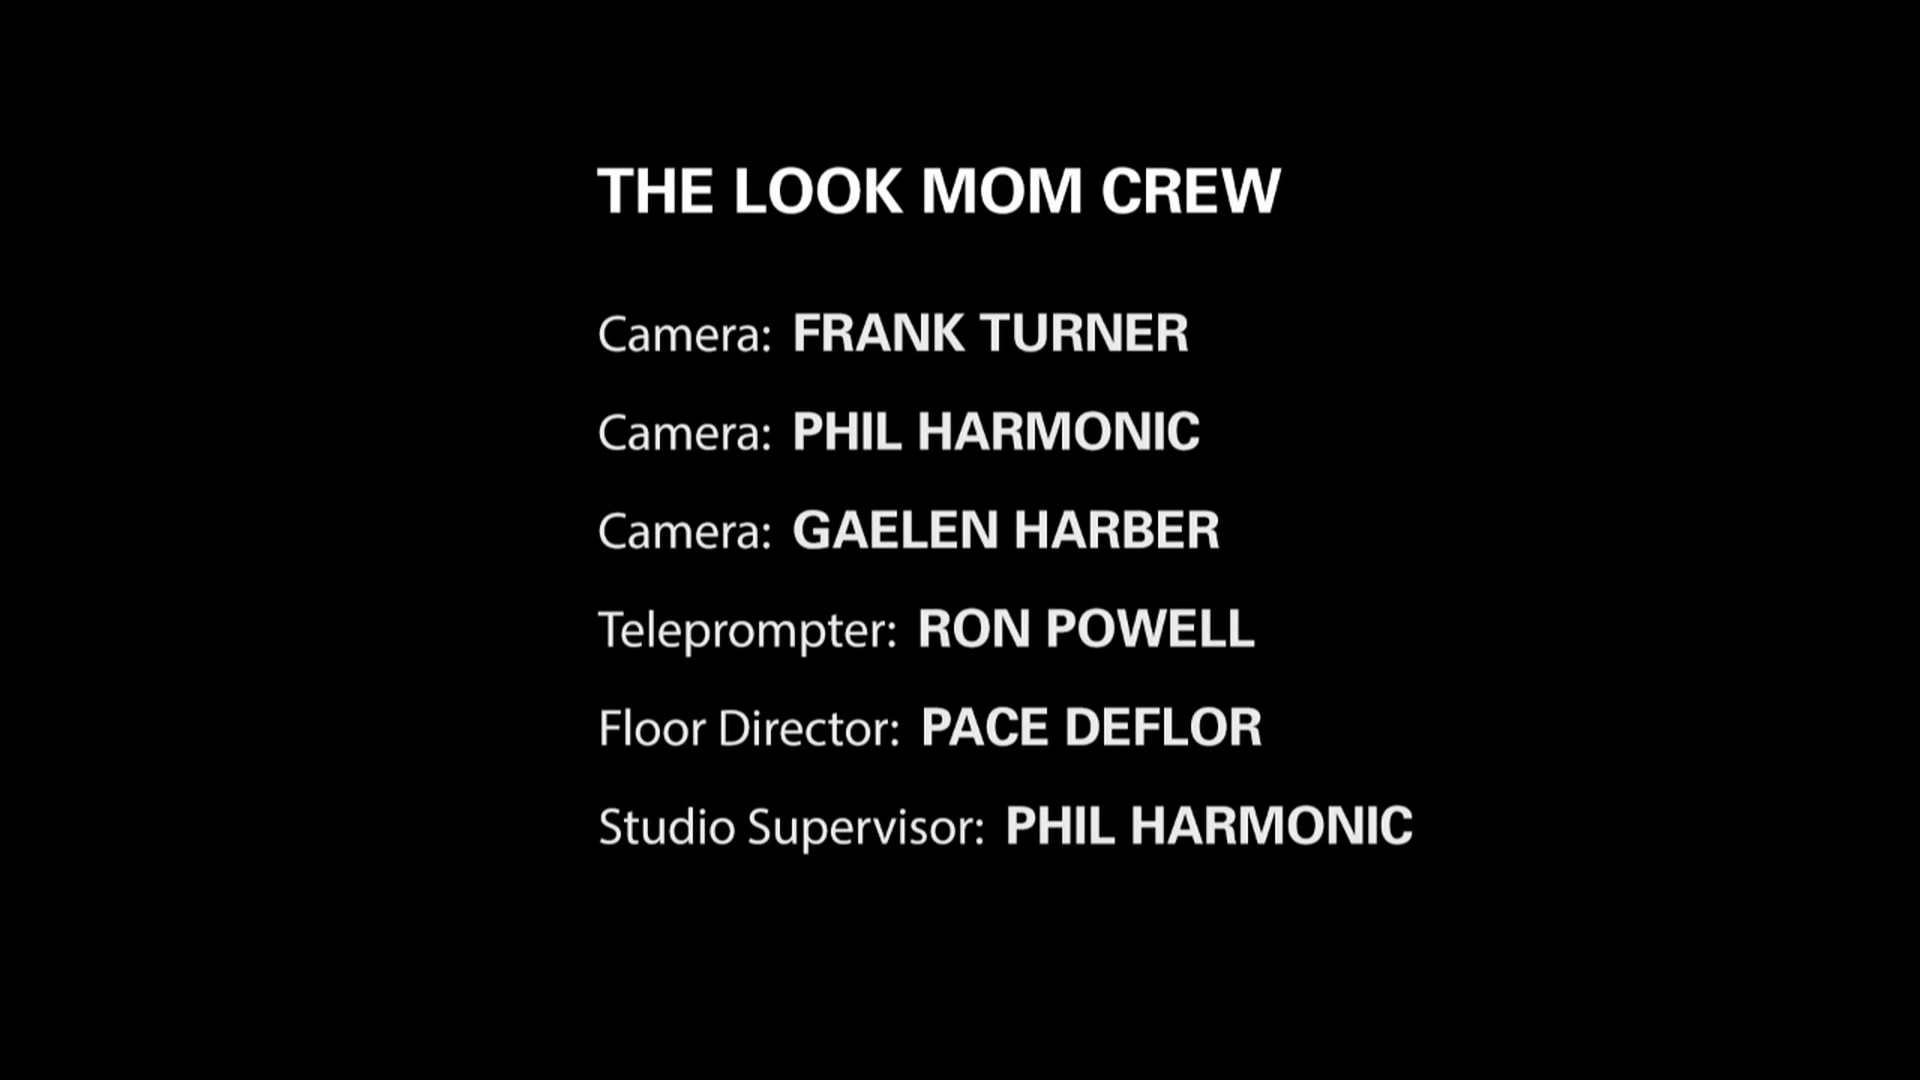 THE LOOK MOM CREW
Camera: FRANK TURNER
Camera: PHIL HARMONIC
Camera: GAELEN HARBER
Teleprompter: RON POWELL
Floor Director: PACE DEFLOR
Studio Supervisor: PHIL HARMONIC